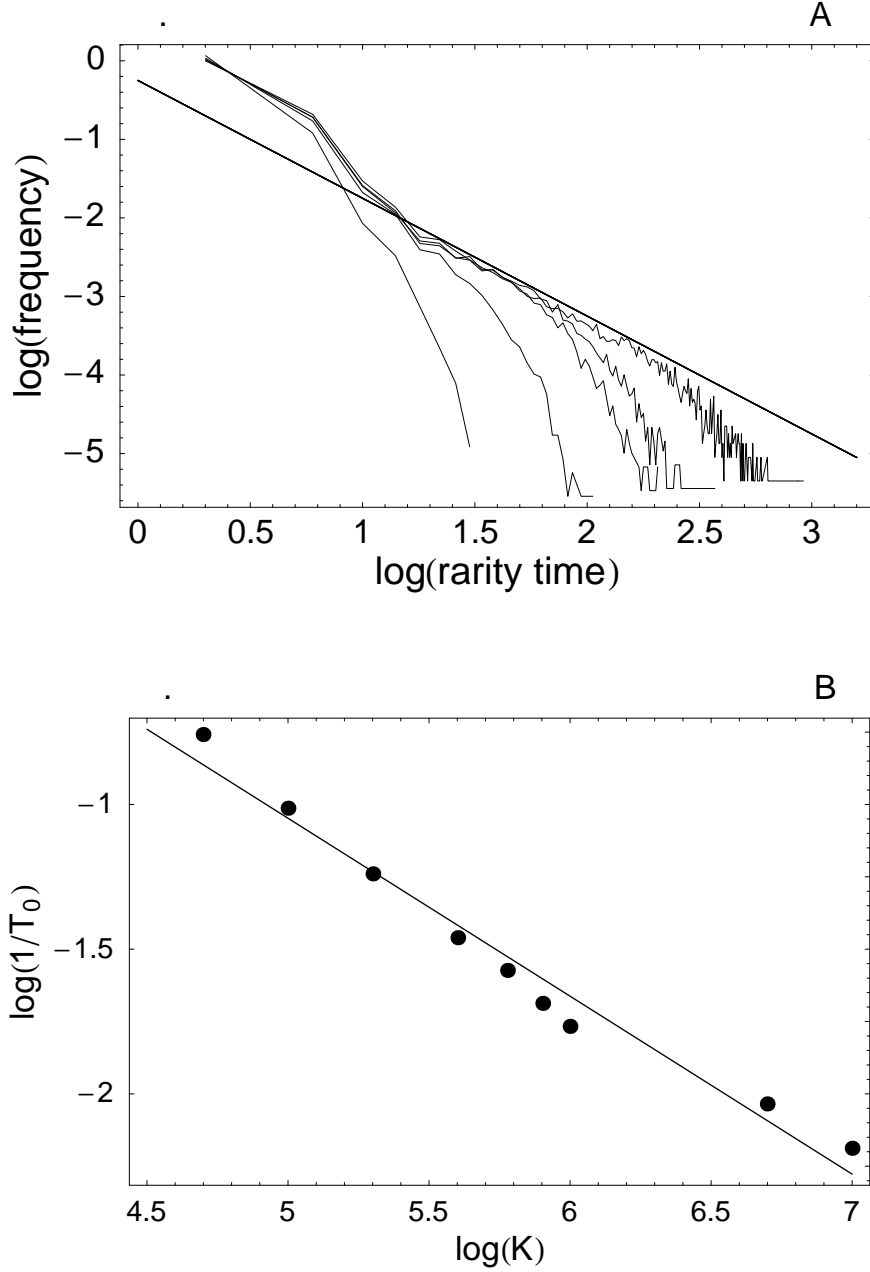 . A
0
−1
−2
−3
−4
−5
log(frequency)
0 0.5 1 1.5 2 2.5 3
log(rarity time)
. B
−1
−1.5
−2
log(1/T₀)
4.5 5 5.5 6 6.5 7
log(K)